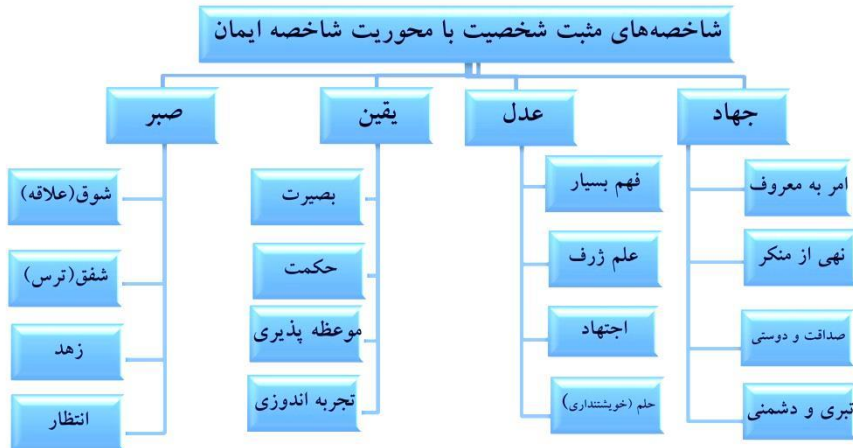 شاخصه‌های مثبت شخصیت با محوریت شاخصه ایمان
جهاد
امر به معروف
نهی از منکر
صداقت و دوستی
تبری و دشمنی
عدل
فهم بسیار
علم ژرف
اجتهاد
حلم (خویشتنداری)
یقین
بصیرت
حکمت
موعظه پذیری
تجربه اندوزی
صبر
شوق(علاقه)
شفق(ترس)
زهد
انتظار